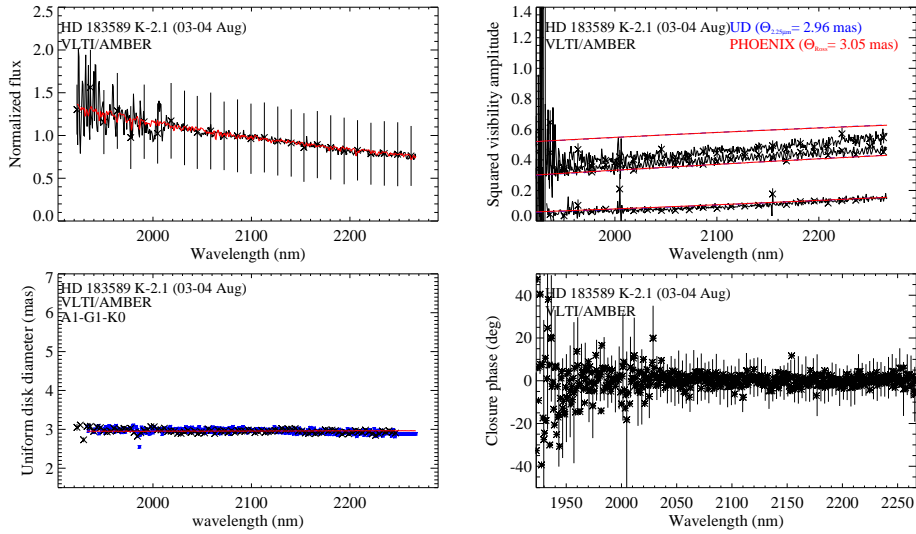 HD 183589 K-2.1 (03-04 Aug)
VLTI/AMBER
Normalized flux
2.5
2.0
1.5
1.0
0.5
0.0
2000 2100 2200
Wavelength (nm)
HD 183589 K-2.1 (03-04 Aug) UD (Θ2.25μm= 2.96 mas)
VLTI/AMBER PHOENIX (ΘRoss= 3.05 mas)
Squared visibility amplitude
1.4
1.2
1.0
0.8
0.6
0.4
0.2
0.0
2000 2100 2200
Wavelength (nm)
HD 183589 K-2.1 (03-04 Aug)
VLTI/AMBER
A1-G1-K0
Uniform disk diameter (mas)
7
6
5
4
3
2
2000 2100 2200
wavelength (nm)
HD 183589 K-2.1 (03-04 Aug)
VLTI/AMBER
Closure phase (deg)
40
20
0
-20
-40
1950 2000 2050 2100 2150 2200 2250
Wavelength (nm)